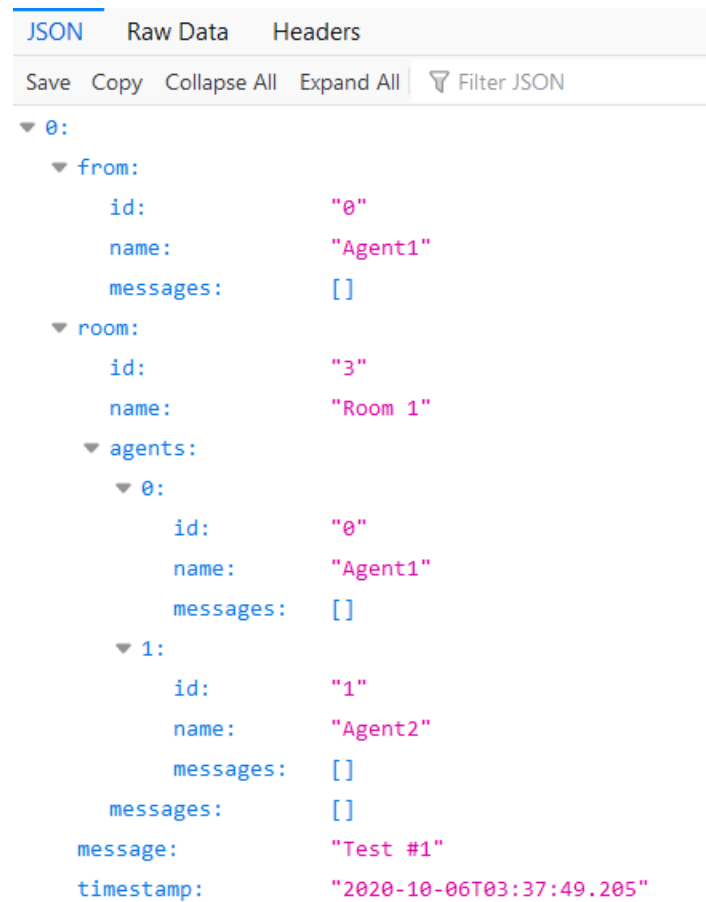 JSON Raw Data Headers
Save Copy Collapse All Expand All Filter JSON
0:
from:
id: "0"
name: "Agent1"
messages: []
room:
id: "3"
name: "Room 1"
agents:
0:
id: "0"
name: "Agent1"
messages: []
1:
id: "1"
name: "Agent2"
messages: []
messages: []
message: "Test #1"
timestamp: "2020-10-06T03:37:49.205"